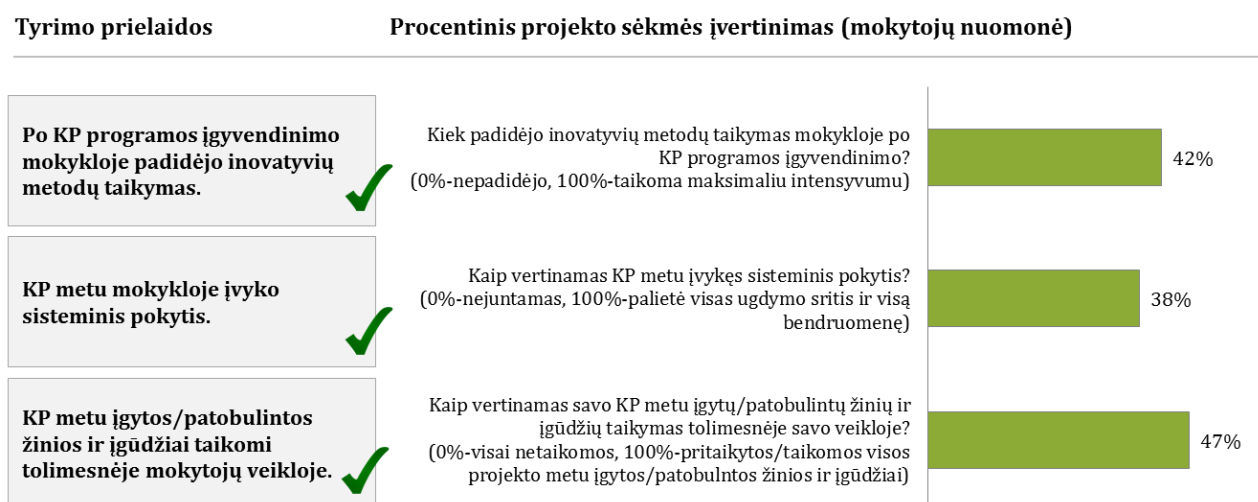 Tyrimo prielaidos
Procentinis projekto sėkmės įvertinimas (mokytojų nuomonė)
Po KP programos įgyvendinimo
mokykloje padidėjo inovatyvių
metodų taikymas.
Kiek padidėjo inovatyvių metodų taikymas mokykloje po
KP programos įgyvendinimo?
(0%-nepadidėjo, 100%-taikoma maksimaliu intensyvumu)
42%
KP metu mokykloje įvyko
sisteminis pokytis.
Kaip vertinamas KP metu įvykęs sisteminis pokytis?
(0%-nejuntamas, 100%-palietė visas ugdymo sritis ir visą
bendruomenę)
38%
KP metu įgytos/patobulintos
žinios ir įgūdžiai taikomi
tolimesnėje mokytojų veikloje.
Kaip vertinamas savo KP metu įgytų/patobulintų žinių ir
įgūdžių taikymas tolimesnėje savo veikloje?
(0%-visai netaikomos, 100%-pritaikytos/taikomos visos
projekto metu įgytos/patobulntos žinios ir įgūdžiai)
47%